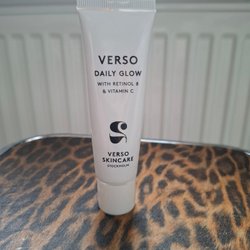 VERSO
DAILY GLOW
WITH RETINOL 8
& VITAMIN C
VERSO
SKINCARE
STOCKHOLM